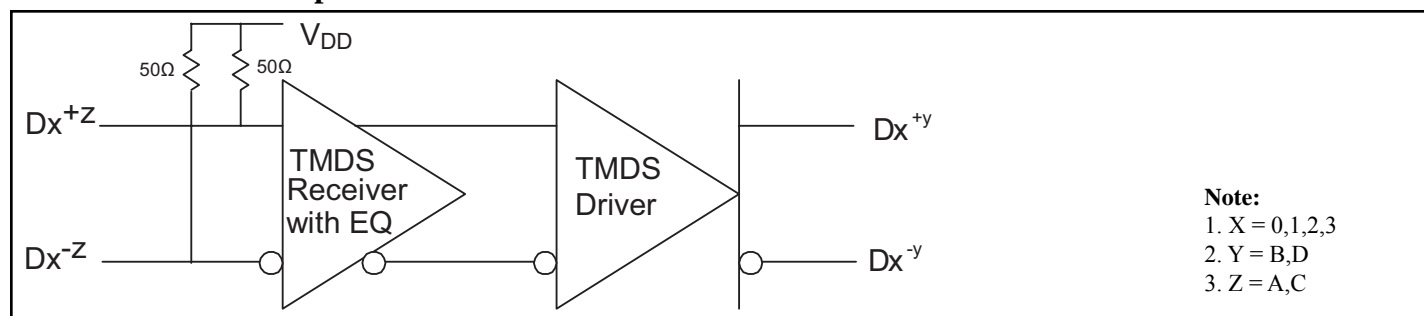 VDD
50Ω 50Ω
Dx+z Dx+y
TMDS
Receiver
with EQ
TMDS
Driver
Dx-z Dx-y
Note:
1. X = 0,1,2,3
2. Y = B,D
3. Z = A,C